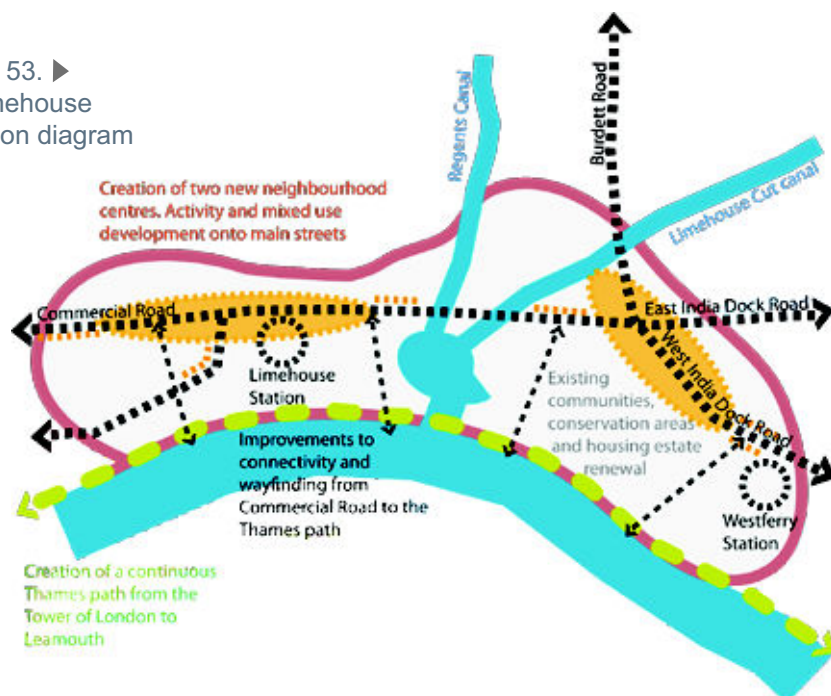 53. ▶
nehouse
on diagram
Creation of two new neighbourhood
centres. Activity and mixed use
development onto main streets
Regents Canal
Burdett Road
Limehouse Cut canal
Commercial Road
East India Dock Road
West India Dock Road
Limehouse
Station
Existing
communities,
conservation areas
and housing estate
renewal
Improvements to
connectivity and
wayfinding from
Commercial Road to the
Thames path
Westferry
Station
Creation of a continuous
Thames path from the
Tower of London to
Leamouth